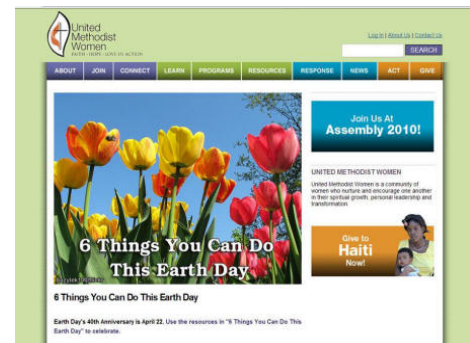 United
Methodist
Women
FAITH • HOPE • LOVE IN ACTION
Log In | About Us | Contact Us
SEARCH
ABOUT JOIN CONNECT LEARN PROGRAMS RESOURCES RESPONSE NEWS ACT GIVE
6 Things You Can Do
This Earth Day
Join Us At
Assembly 2010!
UNITED METHODIST WOMEN
United Methodist Women is a community of
women who nurture and encourage one another
in their spiritual growth, personal leadership and
transformation.
Give to
Haiti
Now!
6 Things You Can Do This Earth Day
Earth Day's 40th Anniversary is April 22. Use the resources in "6 Things You Can Do This
Earth Day" to celebrate.